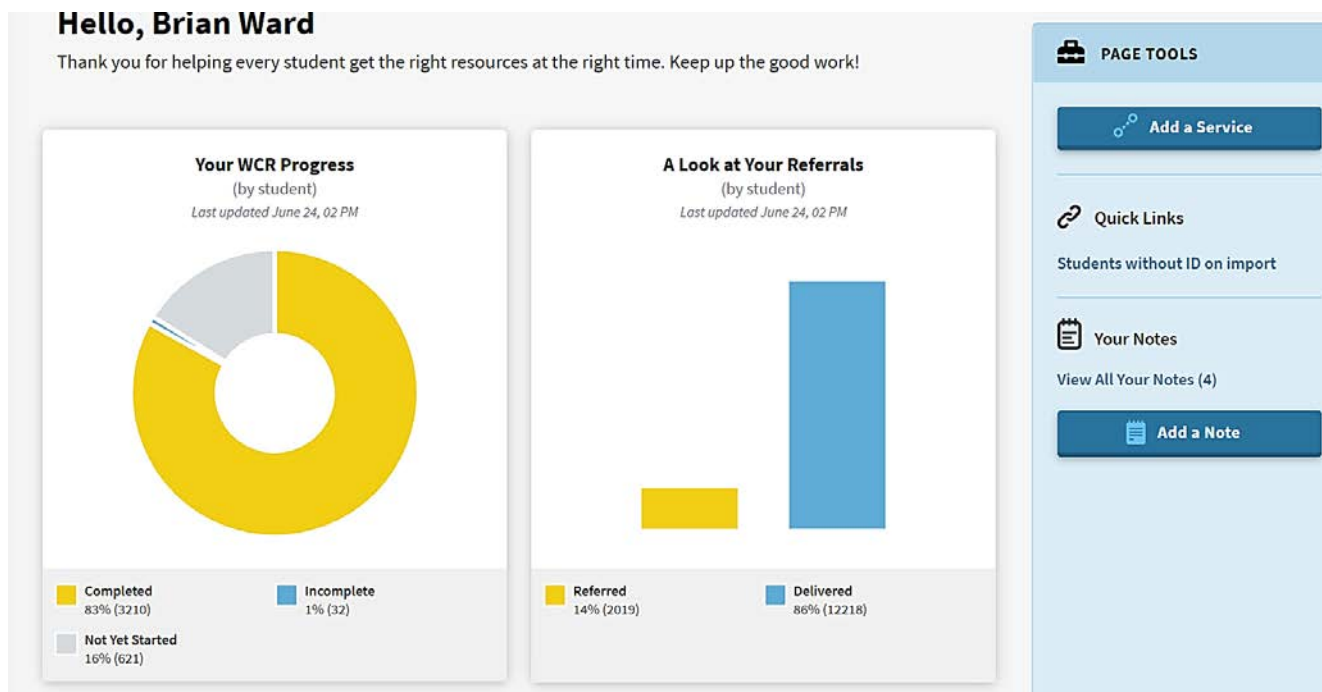 Hello, Brian Ward
Thank you for helping every student get the right resources at the right time. Keep up the good work!
Your WCR Progress
(by student)
Last updated June 24, 02 PM
Completed
83% (3210)
Incomplete
1% (32)
Not Yet Started
16% (621)
A Look at Your Referrals
(by student)
Last updated June 24, 02 PM
Referred
14% (2019)
Delivered
86% (12218)
PAGE TOOLS
Add a Service
Quick Links
Students without ID on import
Your Notes
View All Your Notes (4)
Add a Note